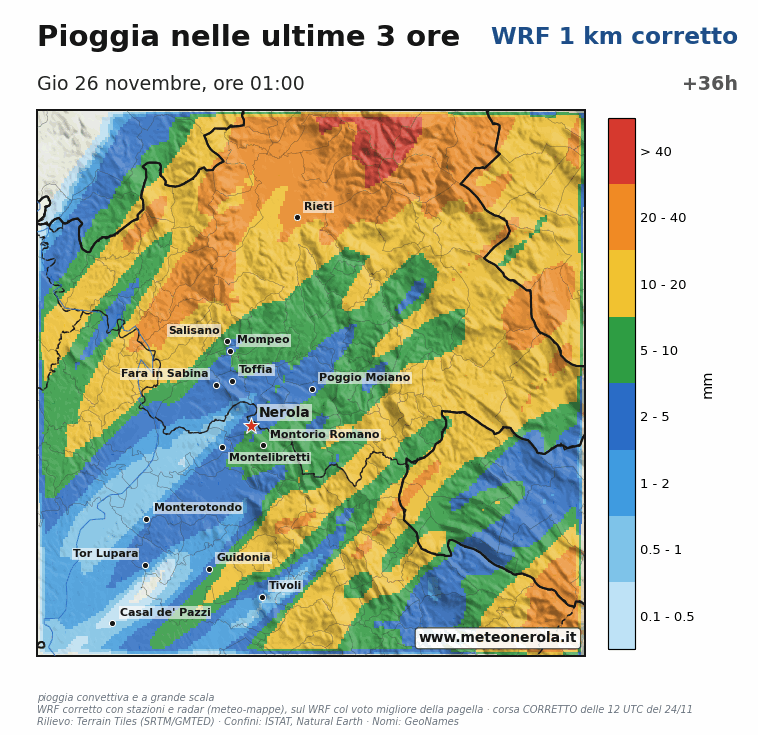 Pioggia nelle ultime 3 ore
WRF 1 km corretto
Gio 26 novembre, ore 01:00
+36h
Rieti
Salisano
Mompeo
Fara in Sabina
Toffia
Poggio Moiano
Nerola
Montorio Romano
Montelibretti
Monterotondo
Tor Lupara
Guidonia
Tivoli
Casal de' Pazzi
www.meteonerola.it
> 40
20 - 40
10 - 20
5 - 10
2 - 5
1 - 2
0.5 - 1
0.1 - 0.5
mm
pioggia convettiva e a grande scala
WRF corretto con stazioni e radar (meteo-mappe), sul WRF col voto migliore della pagella · corsa CORRETTO delle 12 UTC del 24/11
Rilievo: Terrain Tiles (SRTM/GMTED) · Confini: ISTAT, Natural Earth · Nomi: GeoNames